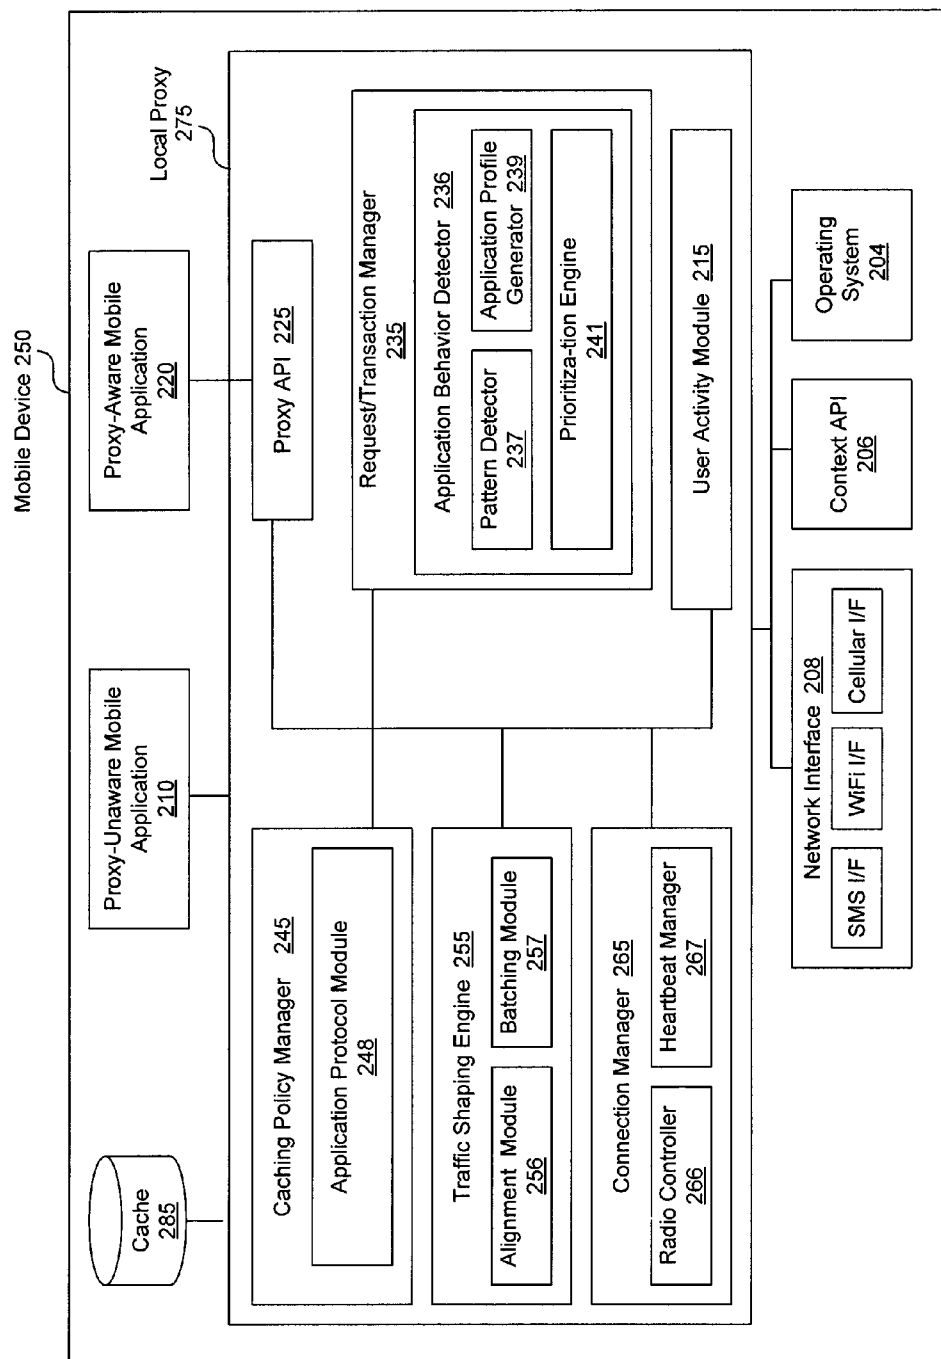 Mobile Device 250
Cache
285
Proxy-Unaware Mobile
Application
210
Proxy-Aware Mobile
Application
220
Local Proxy
275
Caching Policy Manager 245
Application Protocol Module
248
Traffic Shaping Engine 255
Alignment Module
256
Batching Module
257
Connection Manager 265
Radio Controller
266
Heartbeat Manager
267
Proxy API 225
Request/Transaction Manager
235
Application Behavior Detector 236
Pattern Detector
237
Application Profile
Generator 239
Prioritiza-tion Engine
241
User Activity Module 215
Network Interface 208
SMS I/F
WiFi I/F
Cellular I/F
Context API
206
Operating
System
204